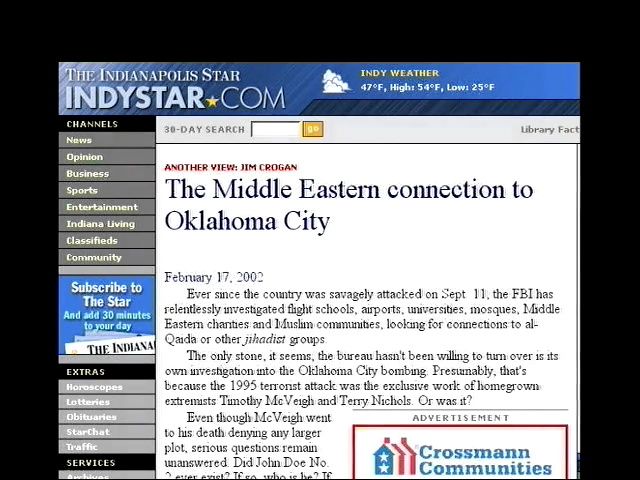 THE INDIANAPOLIS STAR
INDYSTAR.COM
INDY WEATHER
47°F, High: 54°F, Low: 25°F
CHANNELS
News
Opinion
Business
Sports
Entertainment
Indiana Living
Classifieds
Community
Subscribe to
The Star
And add 30 minutes
to your day
THE INDIANA
EXTRAS
Horoscopes
Lotteries
Obituaries
StarChat
Traffic
SERVICES
Archives
30-DAY SEARCH
go
Library Fact
ANOTHER VIEW: JIM CROGAN
The Middle Eastern connection to
Oklahoma City
February 17, 2002
Ever since the country was savagely attacked on Sept. 11, the FBI has
relentlessly investigated flight schools, airports, universities, mosques, Middle
Eastern charities and Muslim communities, looking for connections to al-
Qaida or other jihadist groups.
The only stone, it seems, the bureau hasn't been willing to turn over is its
own investigation into the Oklahoma City bombing. Presumably, that's
because the 1995 terrorist attack was the exclusive work of homegrown
extremists Timothy McVeigh and Terry Nichols. Or was it?
Even though McVeigh went
to his death denying any larger
plot, serious questions remain
unanswered. Did John Doe No.
2 ever exist? If so, who is he? If
ADVERTISEMENT
Crossmann
Communities